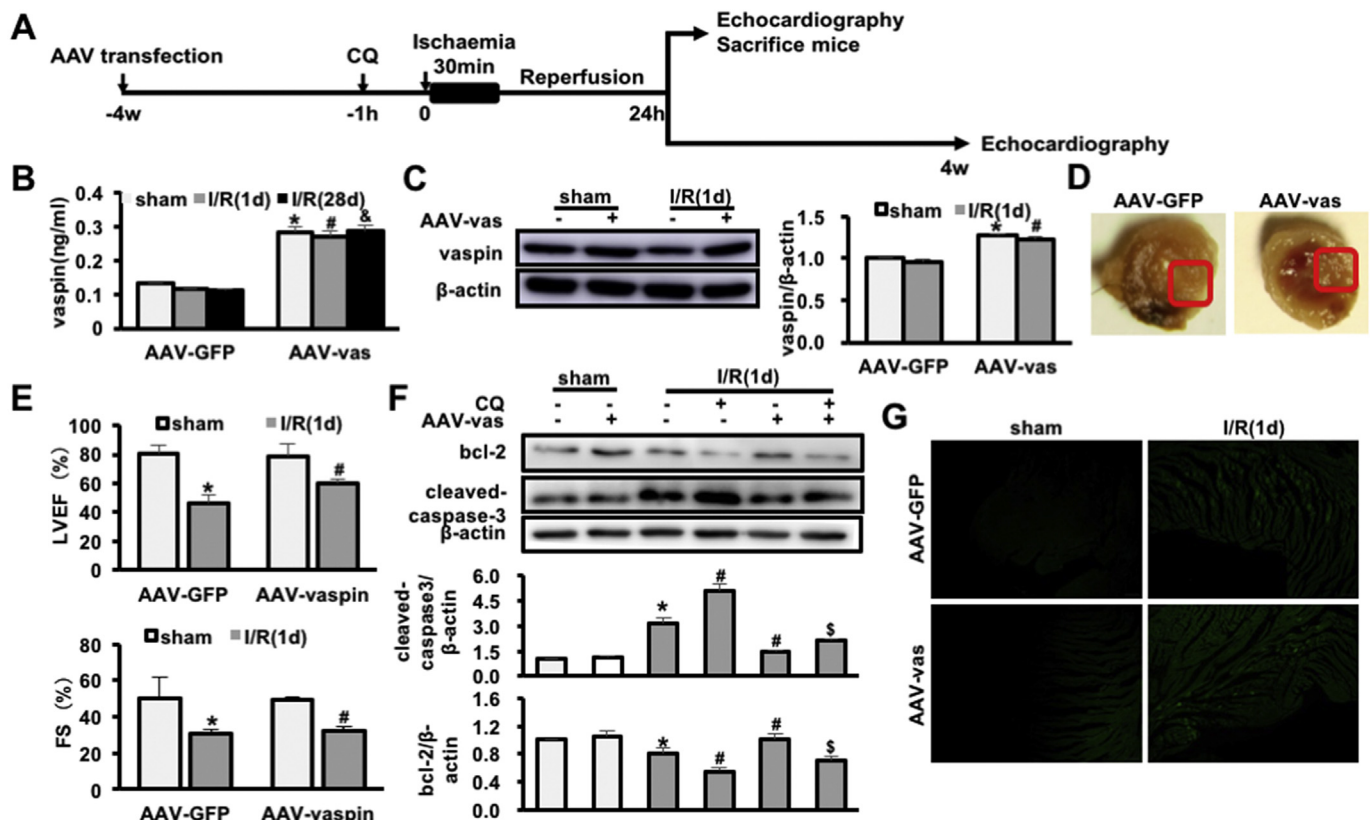 A
AAV transfection
-4w
CQ
-1h
Ischaemia
30min
0
Reperfusion
24h
Echocardiography
Sacrifice mice
4w
Echocardiography
B
vaspin(ng/ml)
sham I/R(1d) I/R(28d)
0.4
0.3
0.2
0.1
0
* # &
AAV-GFP AAV-vas
C
sham I/R(1d)
AAV-vas - + - +
vaspin
β-actin
vaspin/β-actin
sham I/R(1d)
1.5
1.0
0.5
0.0
* #
AAV-GFP AAV-vas
D
AAV-GFP AAV-vas
E
LVEF (%)
sham I/R(1d)
100
80
60
40
20
0
* #
AAV-GFP AAV-vaspin
FS (%)
sham I/R(1d)
80
60
40
20
0
* #
AAV-GFP AAV-vaspin
F
sham I/R(1d)
CQ - - - + - +
AAV-vas - + - - + +
bcl-2
cleaved-
caspase-3
β-actin
cleaved-
caspase3/
β-actin
6.0
4.5
3.0
1.5
0.0
* # # $
bcl-2/β-
actin
1.6
1.2
0.8
0.4
0.0
* # # $
G
sham I/R(1d)
AAV-GFP
AAV-vas